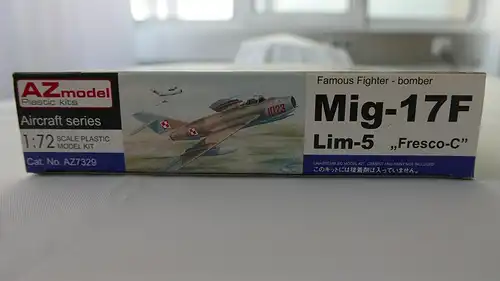 AZmodel
Plastic kits
Aircraft series
1:72 SCALE PLASTIC MODEL KIT
Cat. No. AZ7329
1023
Famous Fighter - bomber
Mig-17F
Lim-5 „Fresco-C"
このキットには接着剤は入っていません.